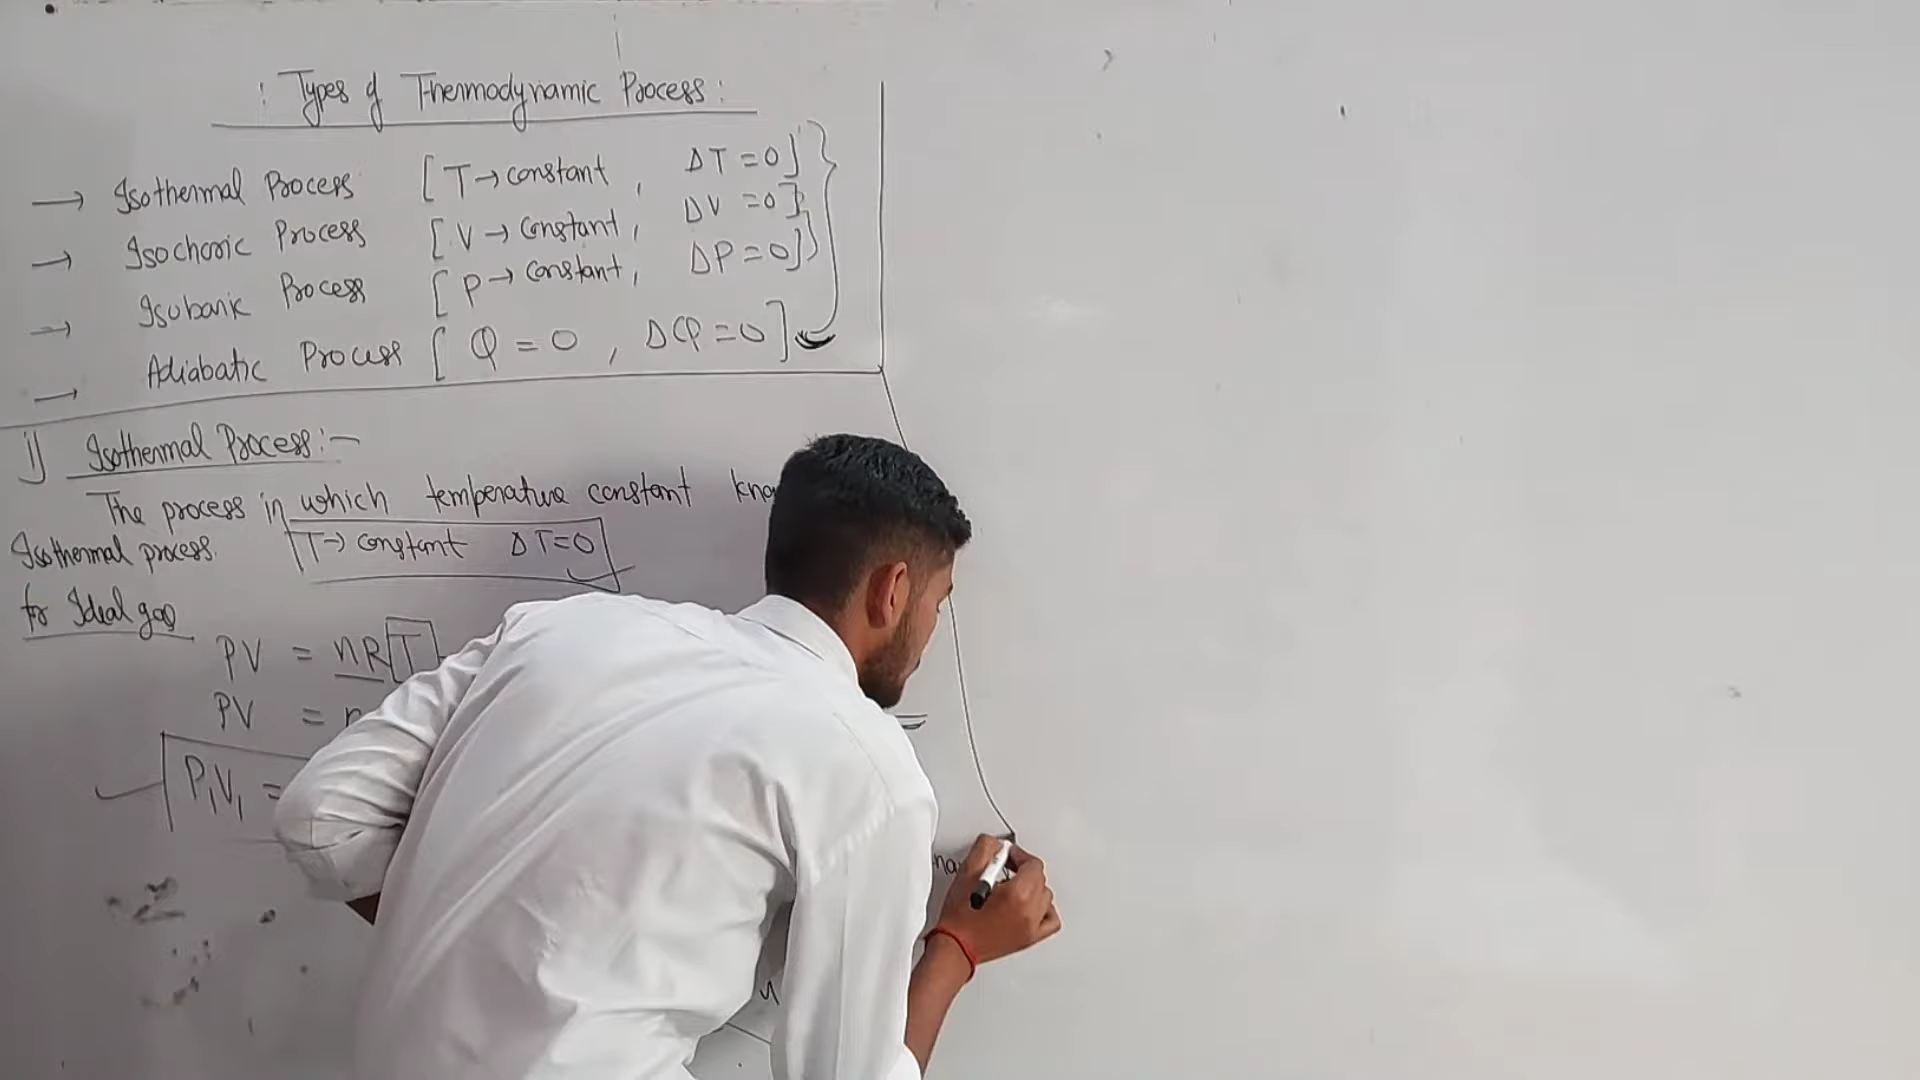 : Types of Thermodynamic Process :
→ Isothermal Process [T→constant, ΔT=0]
→ Isochoric Process [V→Constant, ΔV=0]
→ Isobaric Process [P→Constant, ΔP=0]
→ Adiabatic Process [Q=0, ΔQ=0]
1) Isothermal Process:-
The process in which temperature constant
Isothermal process. T→constant ΔT=0
for Ideal gas
PV = nRT
PV =
P₁V₁ =